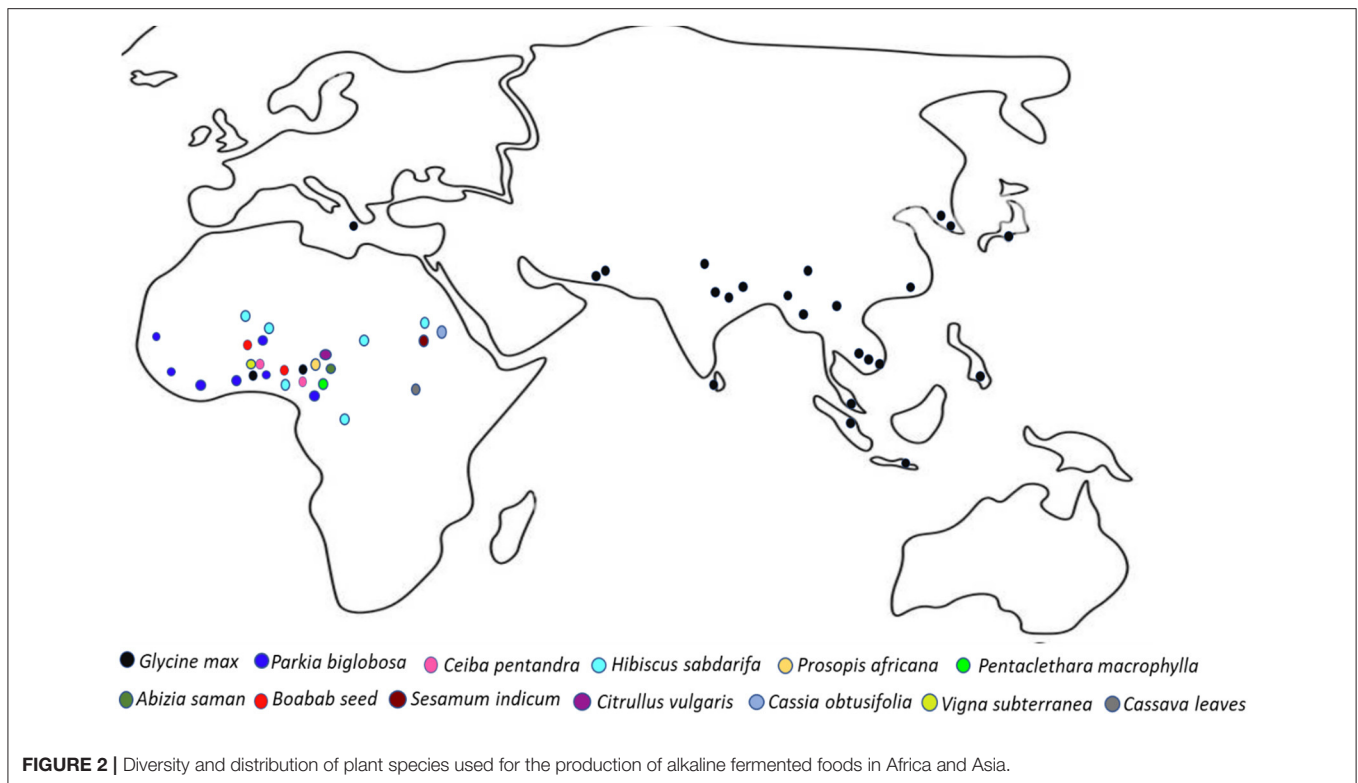 Glycine max Parkia biglobosa Ceiba pentandra Hibiscus sabdarifa Prosopis africana Pentaclethara macrophylla
Abizia saman Boabab seed Sesamum indicum Citrullus vulgaris Cassia obtusifolia Vigna subterranea Cassava leaves
FIGURE 2 | Diversity and distribution of plant species used for the production of alkaline fermented foods in Africa and Asia.